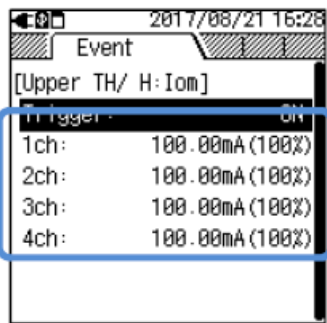 2017/08/21 16:28
Event
[Upper TH/ H:Iom]
Trigger: ON
1ch: 100.00mA(100%)
2ch: 100.00mA(100%)
3ch: 100.00mA(100%)
4ch: 100.00mA(100%)